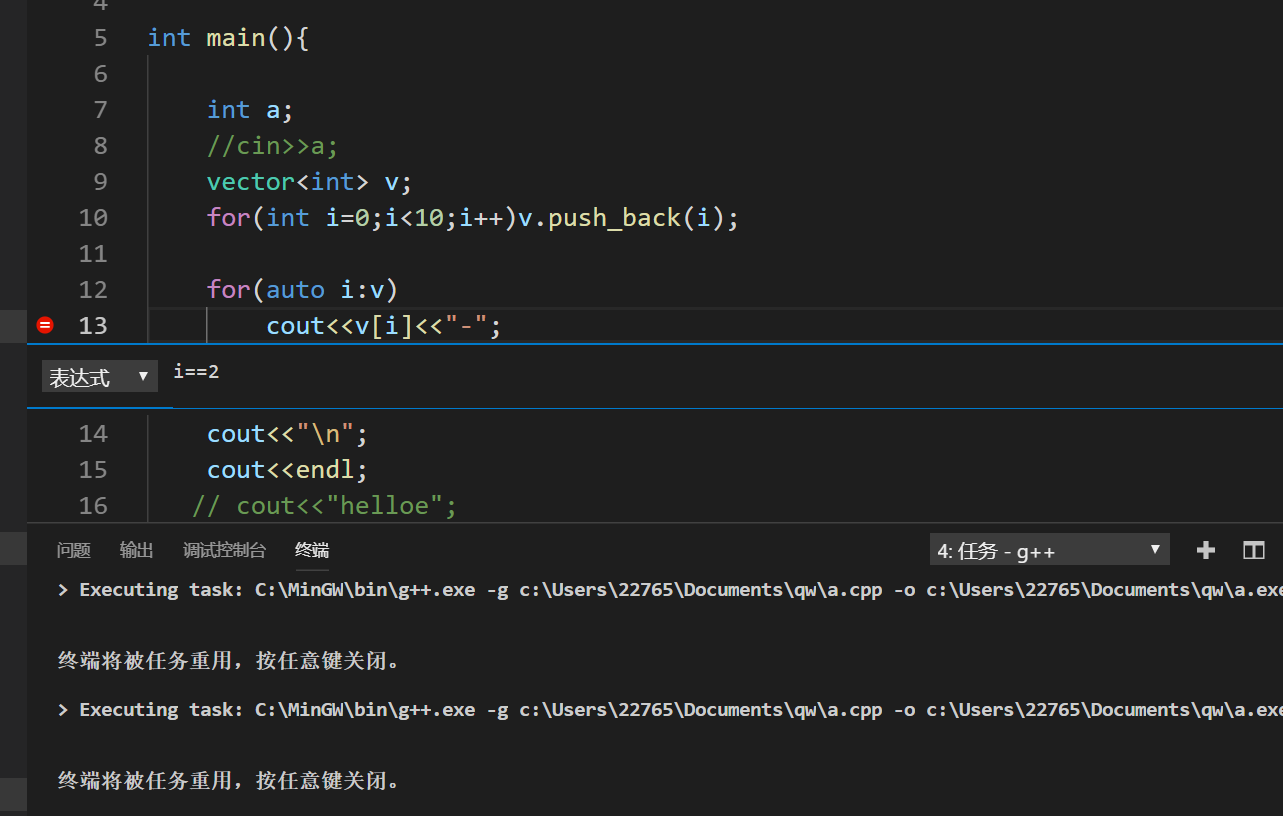 4
5 int main(){
6
7 int a;
8 //cin>>a;
9 vector<int> v;
10 for(int i=0;i<10;i++)v.push_back(i);
11
12 for(auto i:v)
13 cout<<v[i]<<"-";
表达式 ▼ i==2
14 cout<<"\n";
15 cout<<endl;
16 // cout<<"helloe";
问题 输出 调试控制台 终端 4: 任务 - g++ ▼
> Executing task: C:\MinGW\bin\g++.exe -g c:\Users\22765\Documents\qw\a.cpp -o c:\Users\22765\Documents\qw\a.exe
终端将被任务重用，按任意键关闭。
> Executing task: C:\MinGW\bin\g++.exe -g c:\Users\22765\Documents\qw\a.cpp -o c:\Users\22765\Documents\qw\a.exe
终端将被任务重用，按任意键关闭。